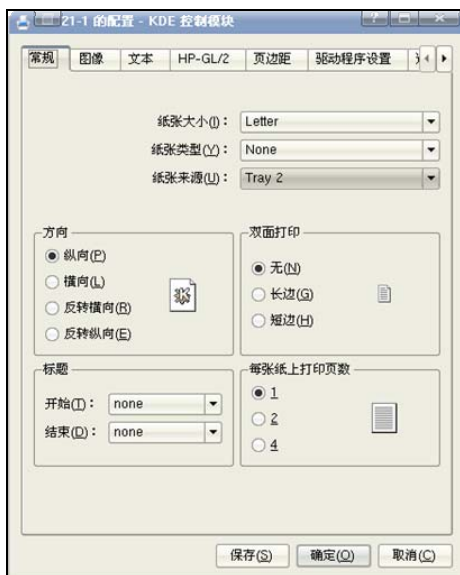 21-1 的配置 - KDE 控制模块
常规 图像 文本 HP-GL/2 页边距 驱动程序设置
纸张大小(I)： Letter
纸张类型(Y)： None
纸张来源(U)： Tray 2
方向
纵向(P)
横向(L)
反转横向(R)
反转纵向(E)
双面打印
无(N)
长边(G)
短边(H)
标题
开始(T)： none
结束(D)： none
每张纸上打印页数
1
2
4
保存(S) 确定(O) 取消(C)